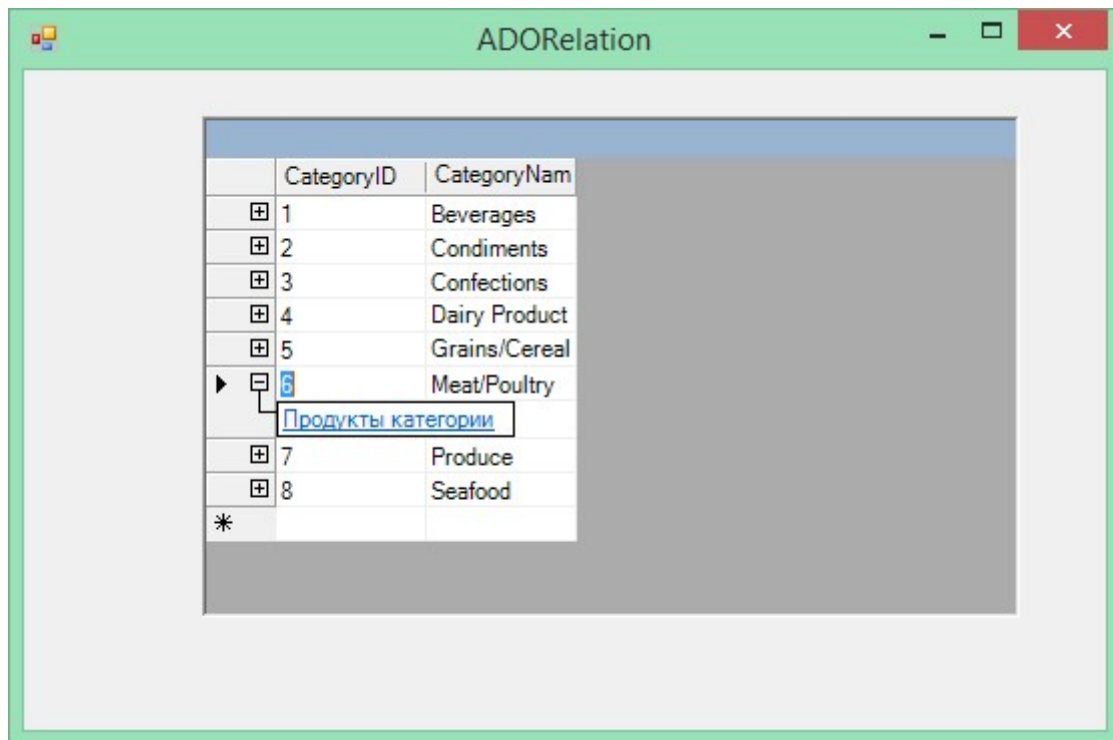 ADORelation
CategoryID CategoryNam
1 Beverages
2 Condiments
3 Confections
4 Dairy Product
5 Grains/Cereal
6 Meat/Poultry
Продукты категории
7 Produce
8 Seafood